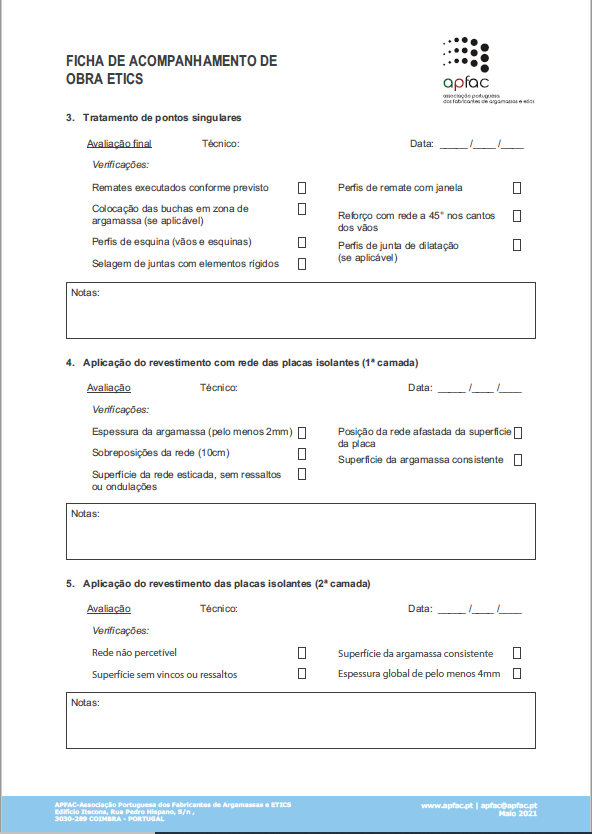 FICHA DE ACOMPANHAMENTO DE
OBRA ETICS
apfac
associação portuguesa
dos fabricantes de argamassas e etics
3. Tratamento de pontos singulares
Avaliação final Técnico: Data: _____ /____ /____
Verificações:
Remates executados conforme previsto
Perfis de remate com janela
Colocação das buchas em zona de
argamassa (se aplicável)
Reforço com rede a 45° nos cantos
dos vãos
Perfis de esquina (vãos e esquinas)
Perfis de junta de dilatação
(se aplicável)
Selagem de juntas com elementos rígidos
Notas:
4. Aplicação do revestimento com rede das placas isolantes (1ª camada)
Avaliação Técnico: Data: _____ /____ /____
Verificações:
Espessura da argamassa (pelo menos 2mm)
Posição da rede afastada da superfície
da placa
Sobreposições da rede (10cm)
Superfície da argamassa consistente
Superfície da rede esticada, sem ressaltos
ou ondulações
Notas:
5. Aplicação do revestimento das placas isolantes (2ª camada)
Avaliação Técnico: Data: _____ /____ /____
Verificações:
Rede não percetível
Superfície da argamassa consistente
Superfície sem vincos ou ressaltos
Espessura global de pelo menos 4mm
Notas:
APFAC-Associação Portuguesa dos Fabricantes de Argamassas e ETICS
Edifício Itecons, Rua Pedro Hispano, S/n ,
3030-289 COIMBRA - PORTUGAL
www.apfac.pt | apfac@apfac.pt
Maio 2021